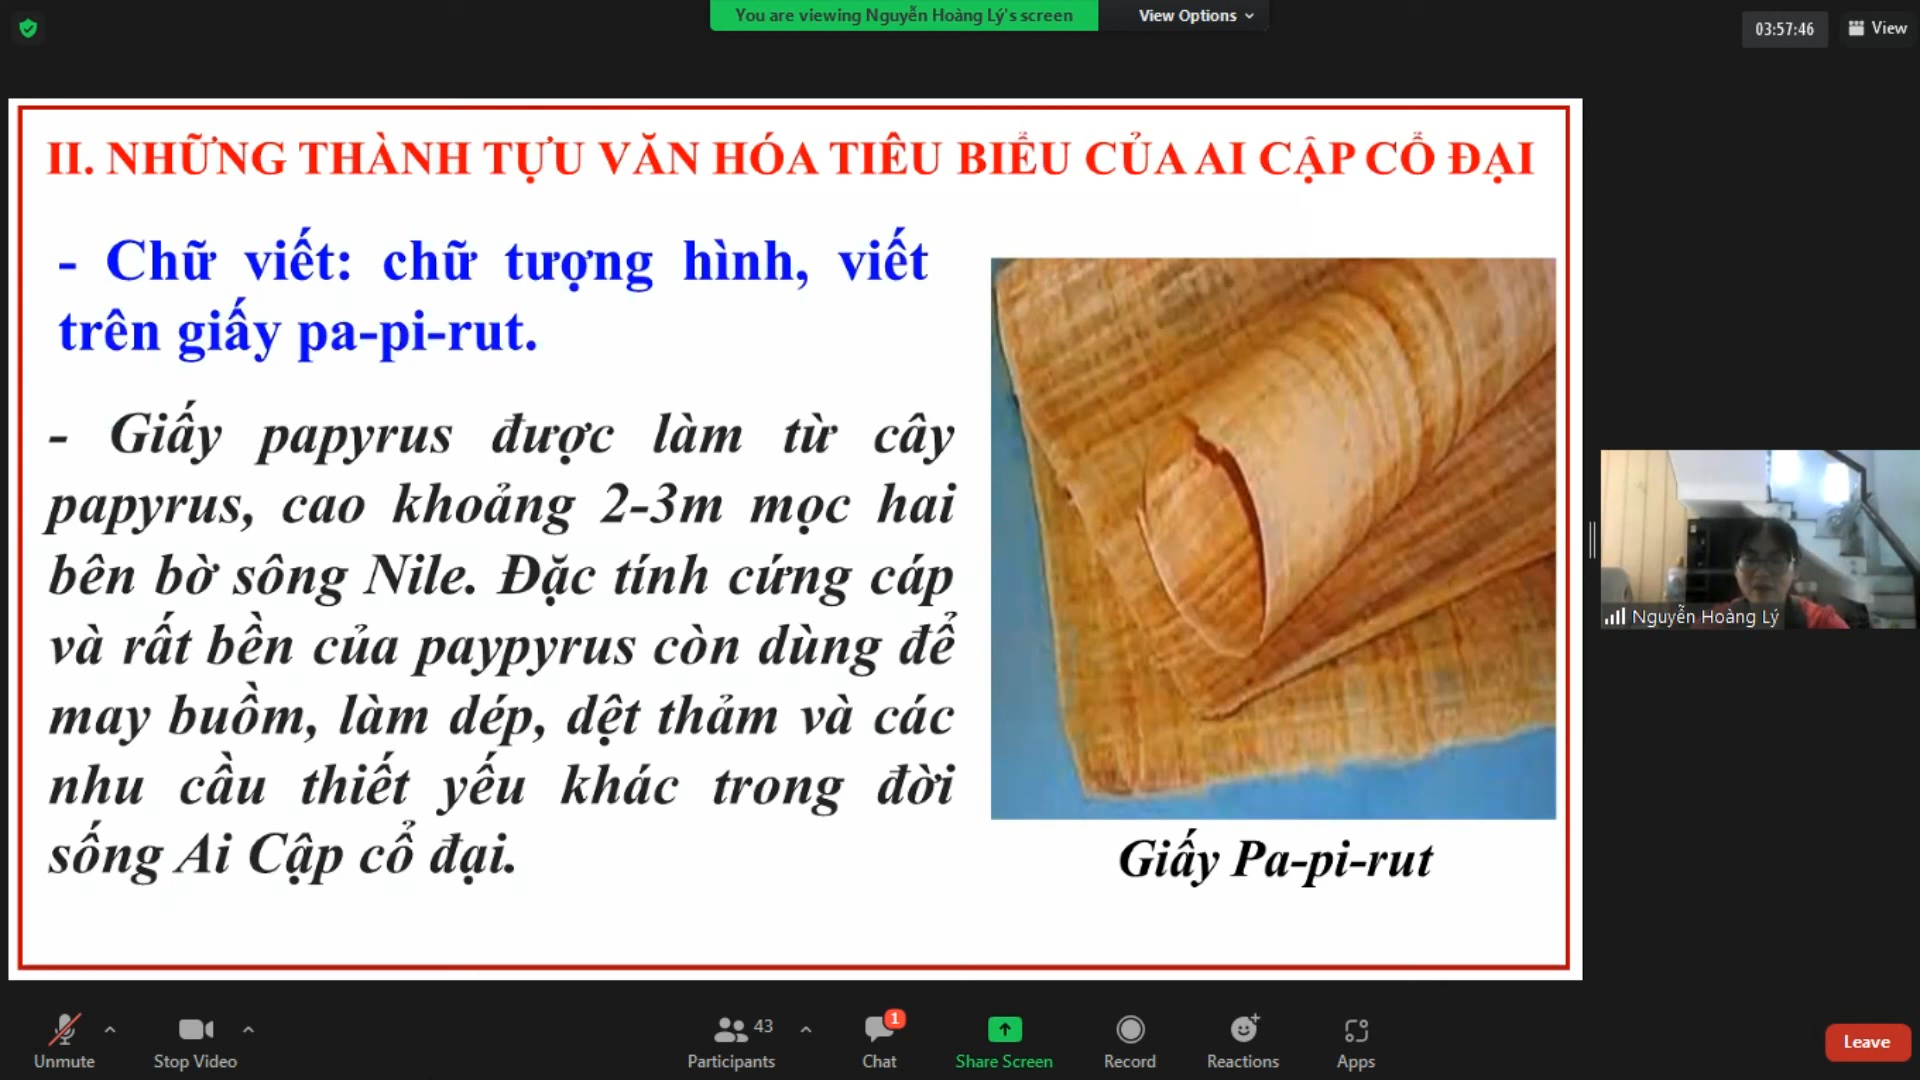 You are viewing Nguyễn Hoàng Lý's screen
View Options
03:57:46
View
II. NHỮNG THÀNH TỰU VĂN HÓA TIÊU BIỂU CỦA AI CẬP CỔ ĐẠI
- Chữ viết: chữ tượng hình, viết
trên giấy pa-pi-rut.
- Giấy papyrus được làm từ cây
papyrus, cao khoảng 2-3m mọc hai
bên bờ sông Nile. Đặc tính cứng cáp
và rất bền của paypyrus còn dùng để
may buồm, làm dép, dệt thảm và các
nhu cầu thiết yếu khác trong đời
sống Ai Cập cổ đại.
Giấy Pa-pi-rut
Nguyễn Hoàng Lý
Unmute
Stop Video
43
Participants
1
Chat
Share Screen
Record
Reactions
Apps
Leave